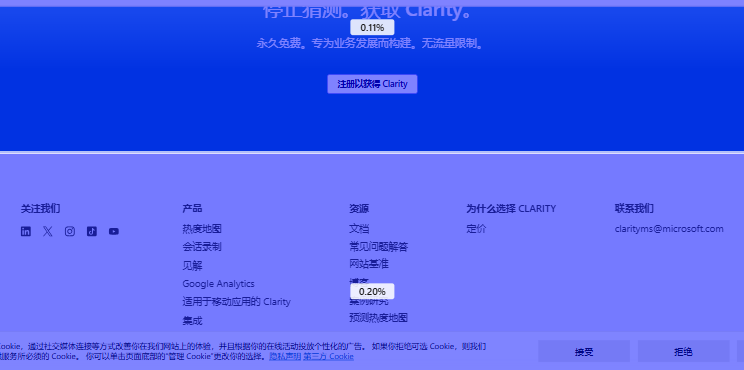 停止猜测。获取 Clarity。
0.11%
永久免费。专为业务发展而构建。无流量限制。
注册以获得 Clarity
关注我们
产品
热度地图
会话录制
见解
Google Analytics
适用于移动应用的 Clarity
集成
资源
文档
常见问题解答
网站基准
博客
0.20%
案例研究
预测热度地图
为什么选择 CLARITY
定价
联系我们
clarityms@microsoft.com
Cookie，通过社交媒体连接等方式改善你在我们网站上的体验，并且根据你的在线活动投放个性化的广告。 如果你拒绝可选 Cookie，则我们
服务所必须的 Cookie。 你可以单击页面底部的"管理 Cookie"更改你的选择。隐私声明 第三方 Cookie
接受
拒绝